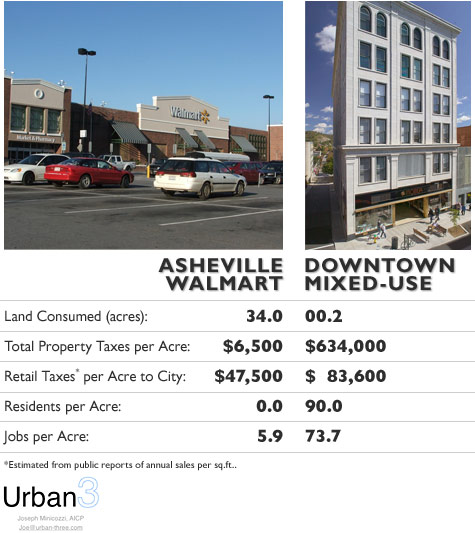 Market & Pharmacy
Walmart
ASHEVILLE WALMART
DOWNTOWN MIXED-USE
Land Consumed (acres): 34.0 00.2
Total Property Taxes per Acre: $6,500 $634,000
Retail Taxes* per Acre to City: $47,500 $ 83,600
Residents per Acre: 0.0 90.0
Jobs per Acre: 5.9 73.7
*Estimated from public reports of annual sales per sq.ft..
Urban3
Joseph Minicozzi, AICP
Joe@urban-three.com